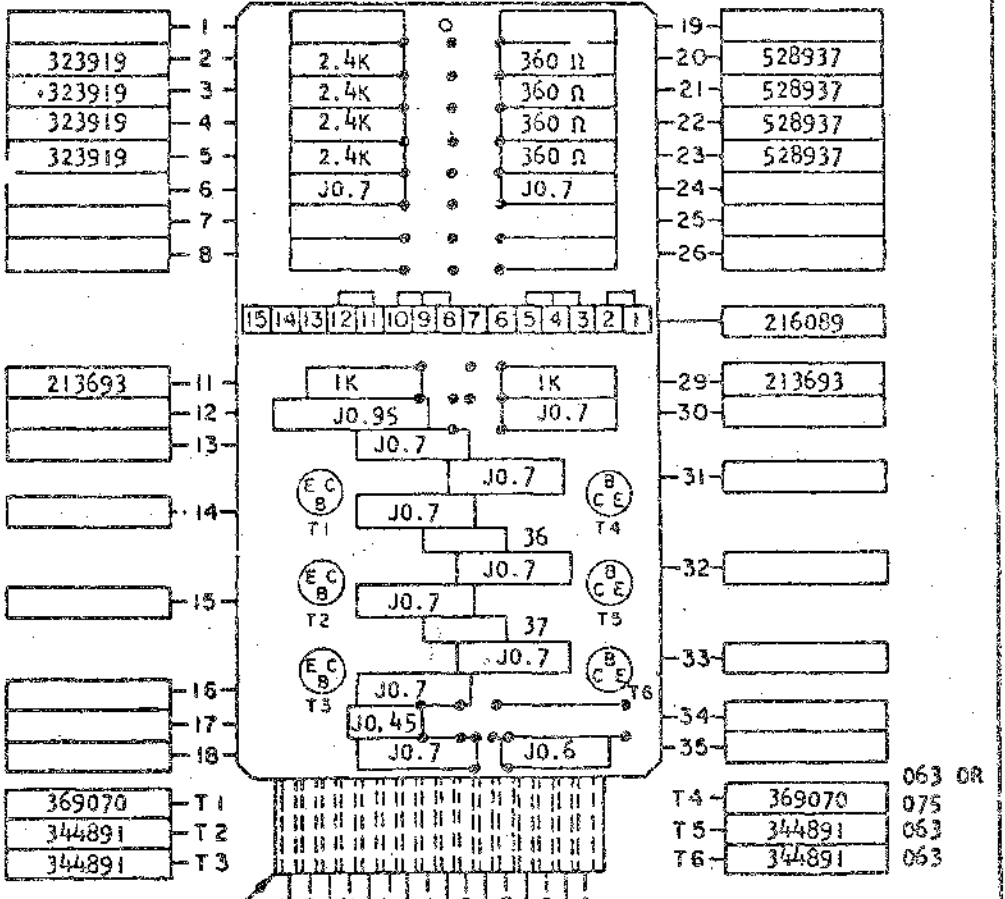 1 19
323919 2 2.4K 360 Ω 20 528937
323919 3 2.4K 360 Ω 21 528937
323919 4 2.4K 360 Ω 22 528937
323919 5 2.4K 360 Ω 23 528937
6 J0.7 J0.7 24
7 25
8 26
15 14 13 12 11 10 9 8 7 6 5 4 3 2 1 216089
213693 11 1K 1K 29 213693
12 J0.95 J0.7 30
13 J0.7
J0.7 31
E C B B C E
14 J0.7
T1 T4
36
J0.7 32
E C B B C E
15 J0.7
T2 T5
37
J0.7 33
E C B B C E
16 J0.7
T3 T6
34
17 J0,45
18 J0.7 J0.6 35
063 OR
369070 T1 T4 369070 075
344891 T2 T5 344891 063
344891 T3 T6 344891 063